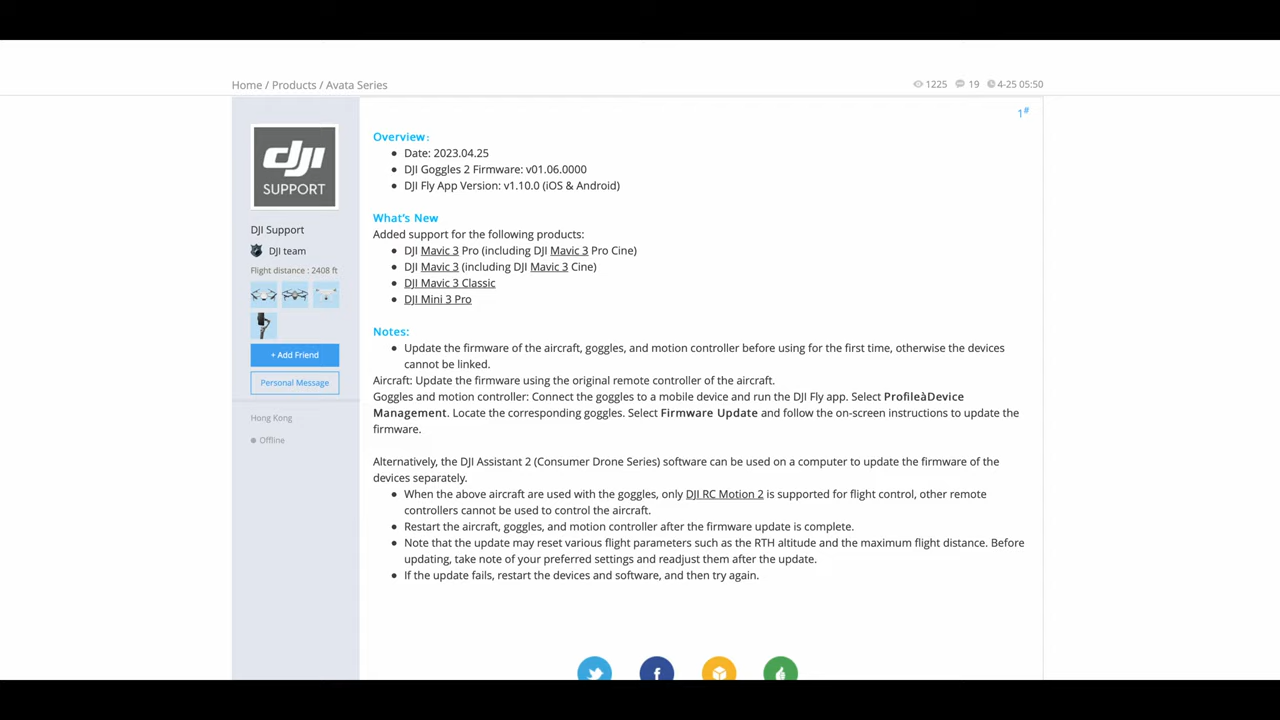 Home / Products / Avata Series
1225 19 4-25 05:50
1#
dji
SUPPORT
DJI Support
DJI team
Flight distance : 2408 ft
+ Add Friend
Personal Message
Hong Kong
Offline
Overview:
Date: 2023.04.25
DJI Goggles 2 Firmware: v01.06.0000
DJI Fly App Version: v1.10.0 (iOS & Android)
What's New
Added support for the following products:
DJI Mavic 3 Pro (including DJI Mavic 3 Pro Cine)
DJI Mavic 3 (including DJI Mavic 3 Cine)
DJI Mavic 3 Classic
DJI Mini 3 Pro
Notes:
Update the firmware of the aircraft, goggles, and motion controller before using for the first time, otherwise the devices
cannot be linked.
Aircraft: Update the firmware using the original remote controller of the aircraft.
Goggles and motion controller: Connect the goggles to a mobile device and run the DJI Fly app. Select ProfileàDevice
Management. Locate the corresponding goggles. Select Firmware Update and follow the on-screen instructions to update the
firmware.
Alternatively, the DJI Assistant 2 (Consumer Drone Series) software can be used on a computer to update the firmware of the
devices separately.
When the above aircraft are used with the goggles, only DJI RC Motion 2 is supported for flight control, other remote
controllers cannot be used to control the aircraft.
Restart the aircraft, goggles, and motion controller after the firmware update is complete.
Note that the update may reset various flight parameters such as the RTH altitude and the maximum flight distance. Before
updating, take note of your preferred settings and readjust them after the update.
If the update fails, restart the devices and software, and then try again.